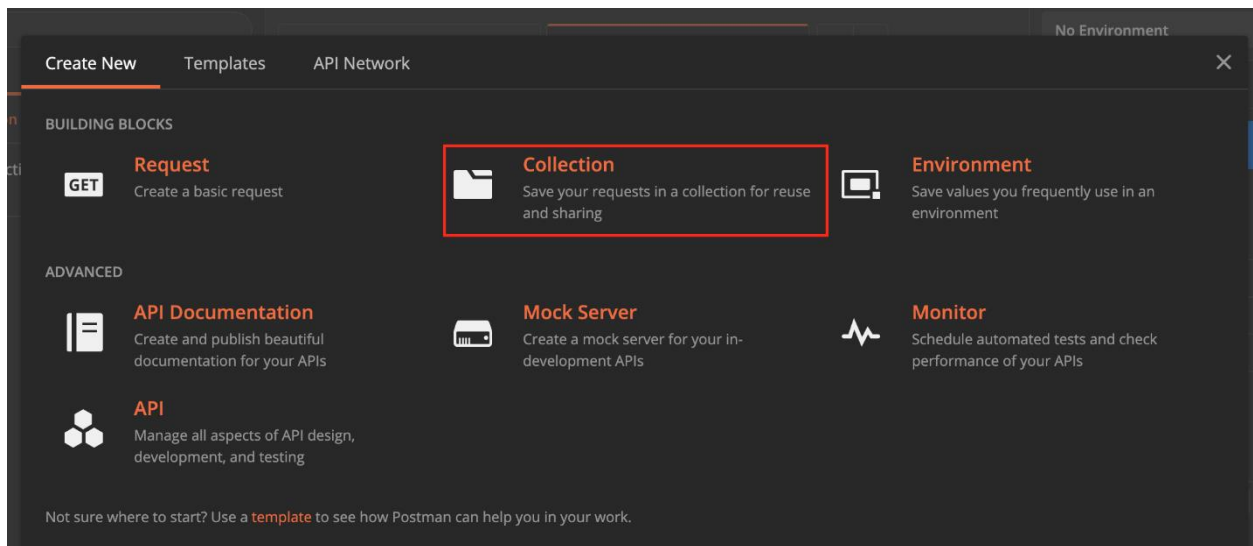 No Environment
Create New Templates API Network
BUILDING BLOCKS
GET
Request
Create a basic request
Collection
Save your requests in a collection for reuse
and sharing
Environment
Save values you frequently use in an
environment
ADVANCED
API Documentation
Create and publish beautiful
documentation for your APIs
Mock Server
Create a mock server for your in-
development APIs
Monitor
Schedule automated tests and check
performance of your APIs
API
Manage all aspects of API design,
development, and testing
Not sure where to start? Use a template to see how Postman can help you in your work.